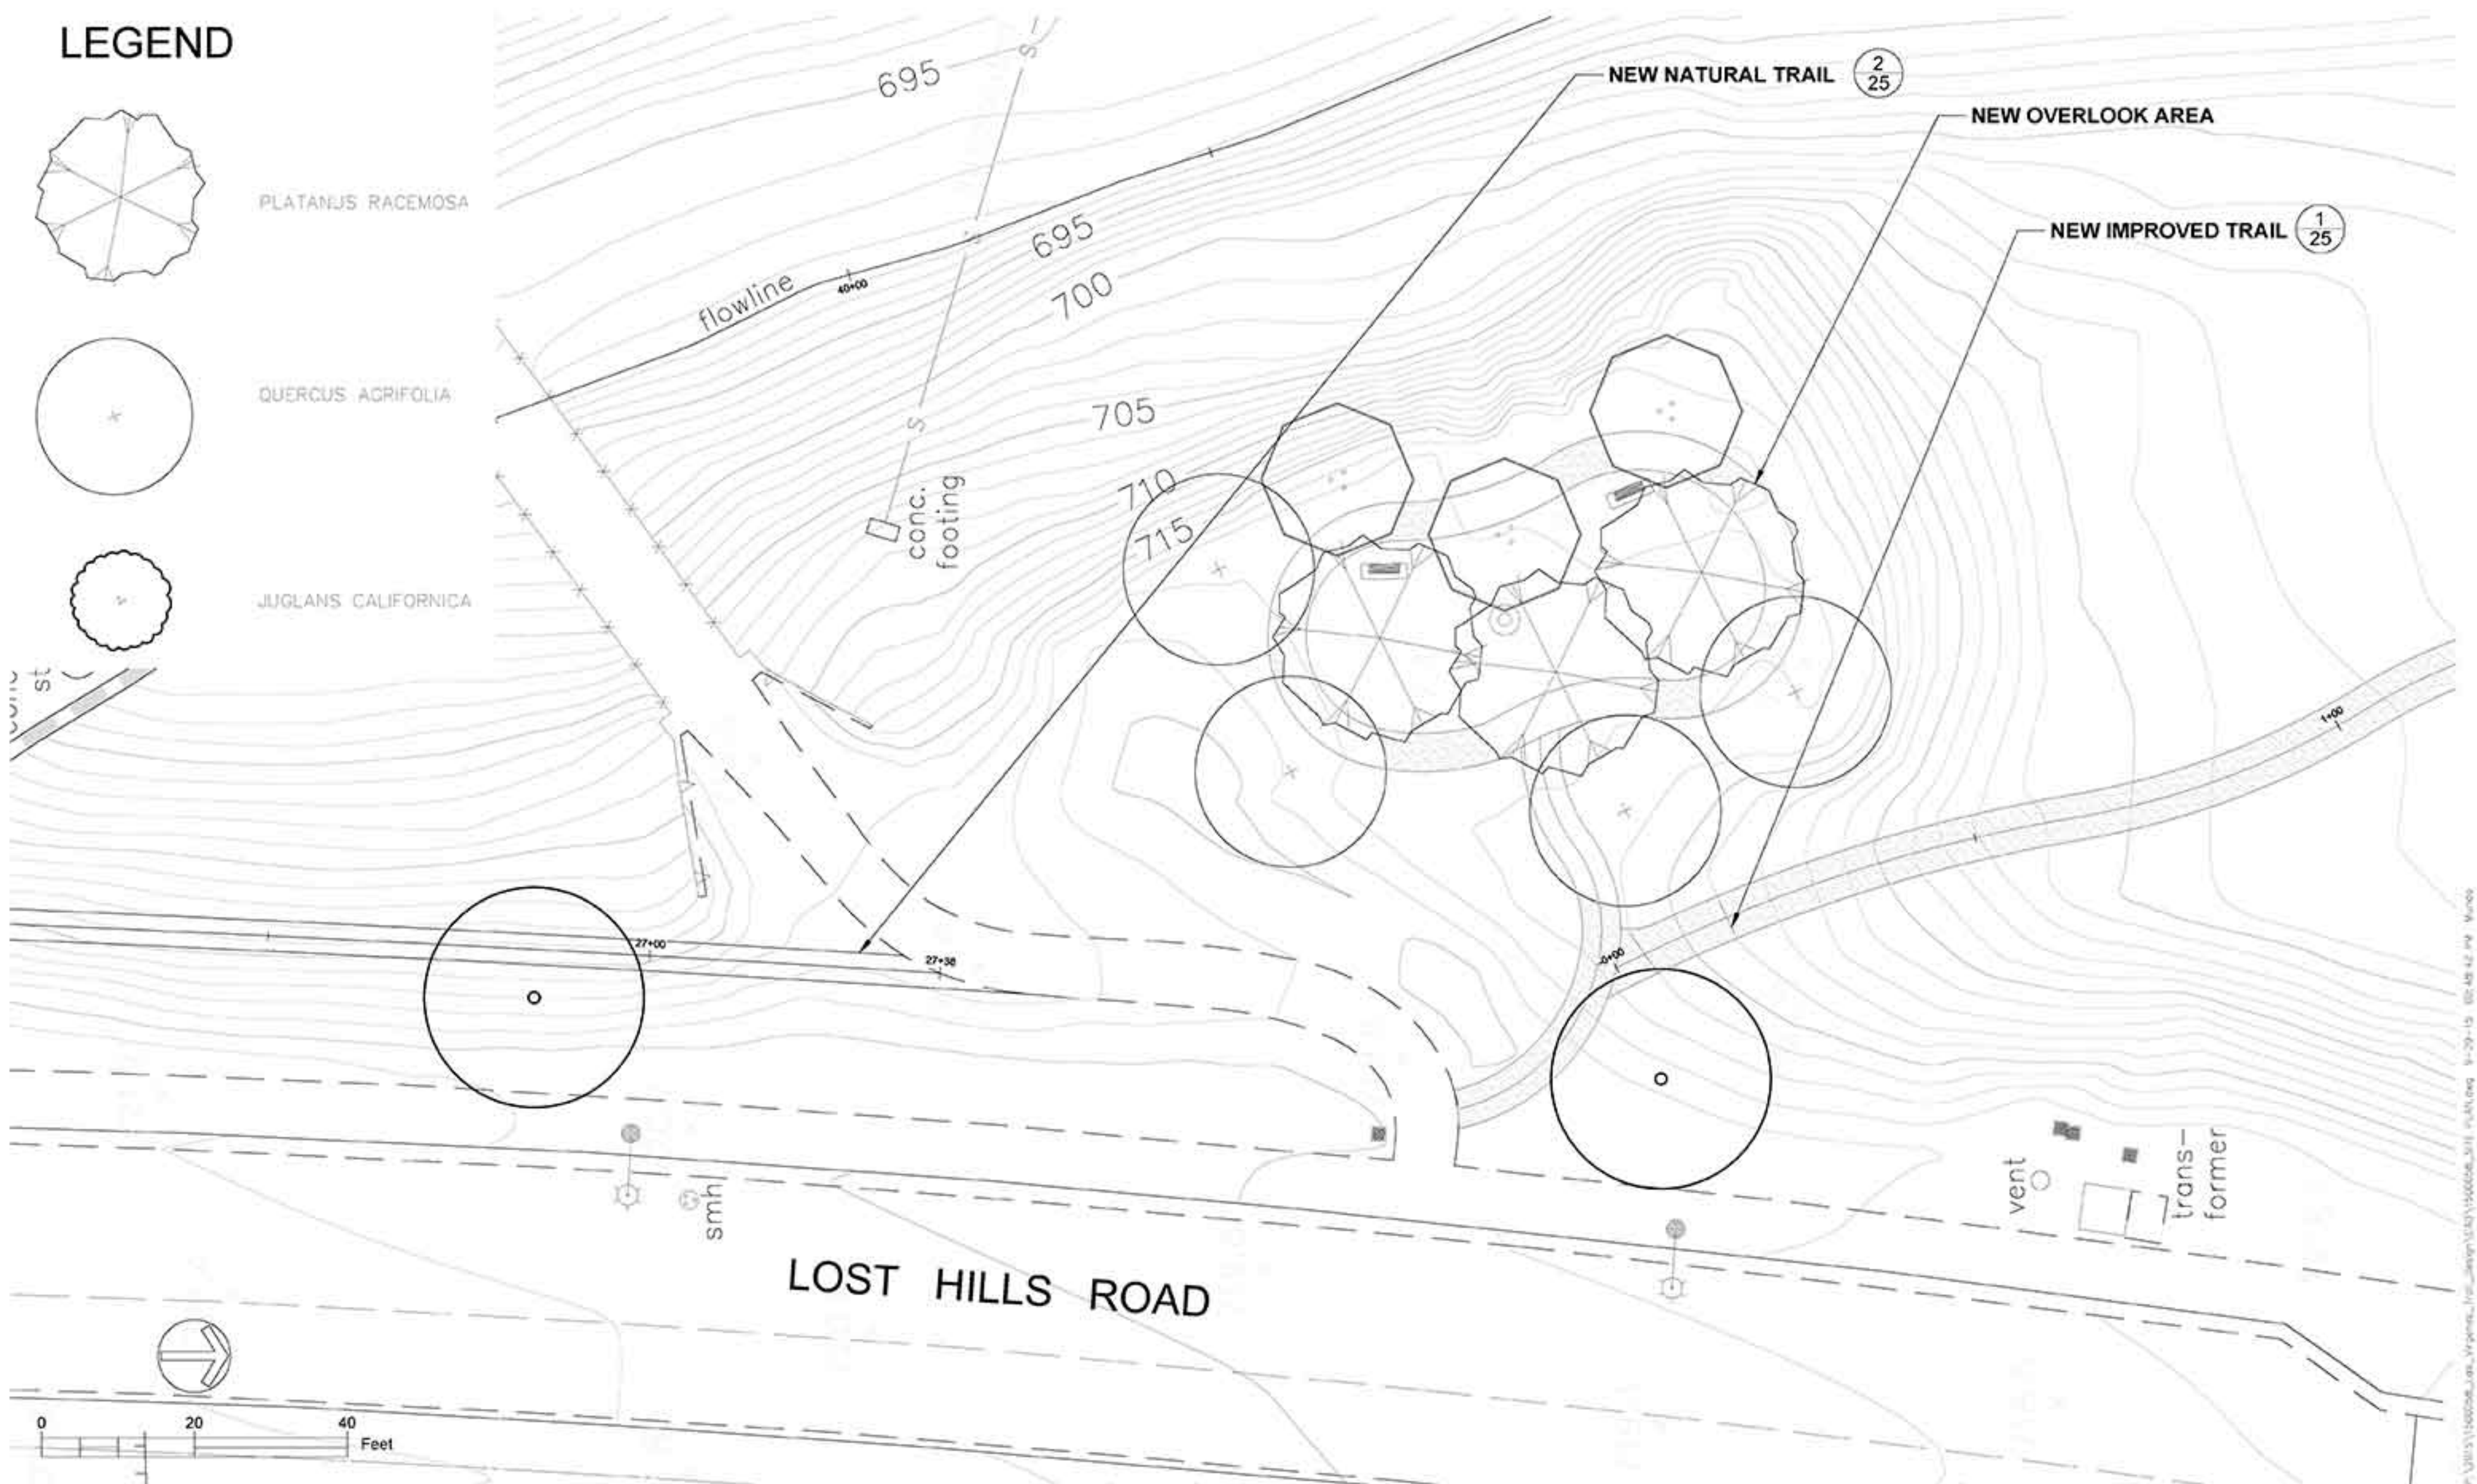 LEGEND
PLATANUS RACEMOSA
QUERCUS AGRIFOLIA
JUGLANS CALIFORNICA
st
695
S
S
S
NEW NATURAL TRAIL
2
25
NEW OVERLOOK AREA
NEW IMPROVED TRAIL
1
25
flowline
40+00
695
700
705
710
715
conc.
footing
27+00
27+38
0+00
1+00
smh
vent
trans-
former
LOST HILLS ROAD
0 20 40
Feet